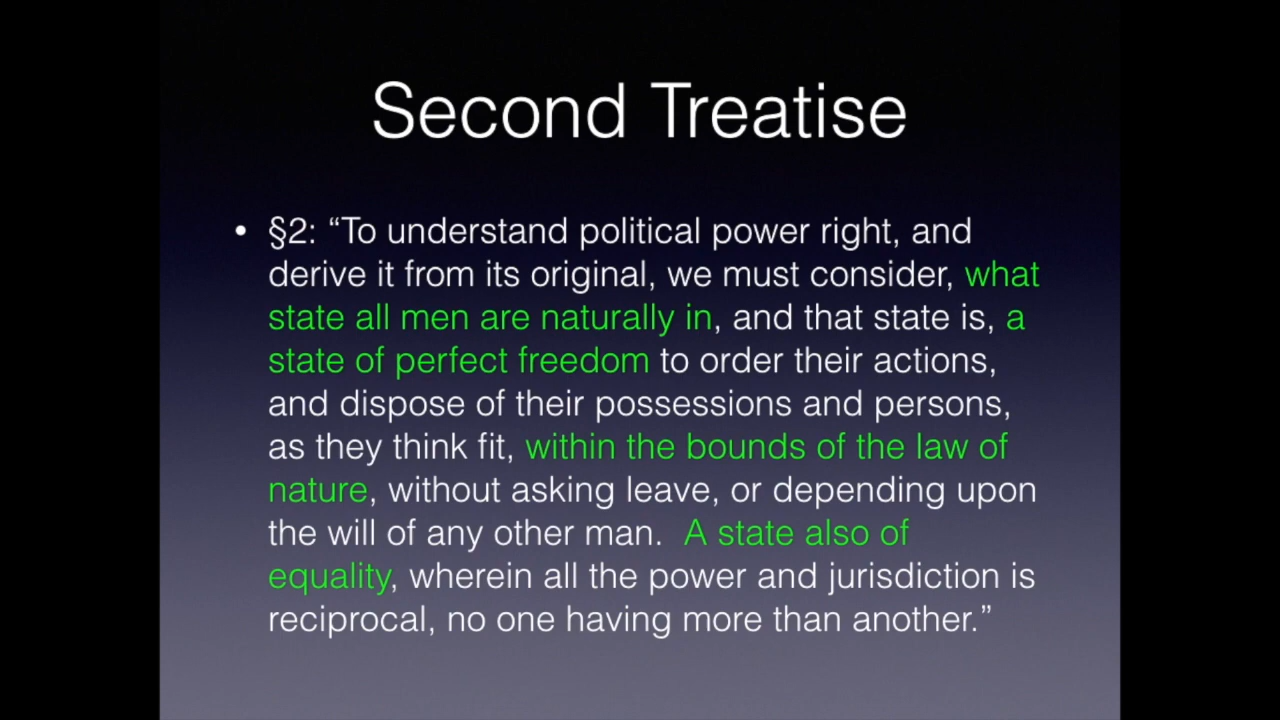 Second Treatise
• §2: “To understand political power right, and
derive it from its original, we must consider, what
state all men are naturally in, and that state is, a
state of perfect freedom to order their actions,
and dispose of their possessions and persons,
as they think fit, within the bounds of the law of
nature, without asking leave, or depending upon
the will of any other man.  A state also of
equality, wherein all the power and jurisdiction is
reciprocal, no one having more than another.”